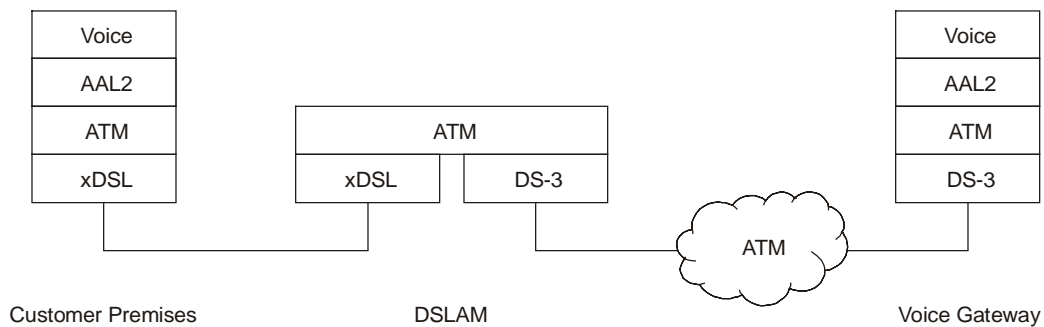 Voice
AAL2
ATM
xDSL
ATM
xDSL
DS-3
ATM
Voice
AAL2
ATM
DS-3
Customer Premises
DSLAM
Voice Gateway